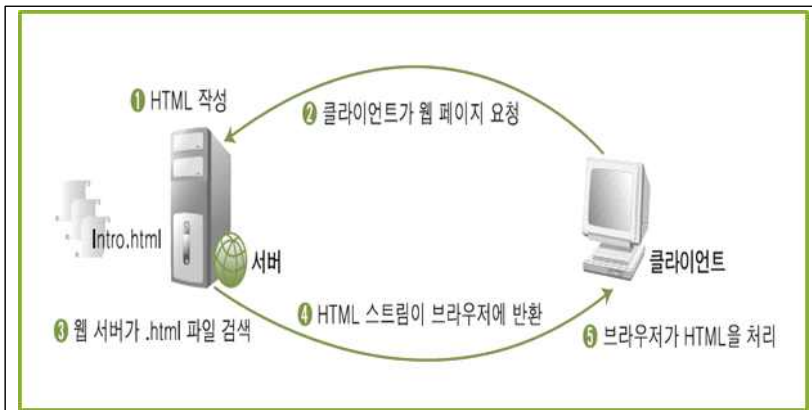 ❶ HTML 작성
❷ 클라이언트가 웹 페이지 요청
Intro.html
서버
클라이언트
❸ 웹 서버가 .html 파일 검색
❹ HTML 스트림이 브라우저에 반환
❺ 브라우저가 HTML을 처리